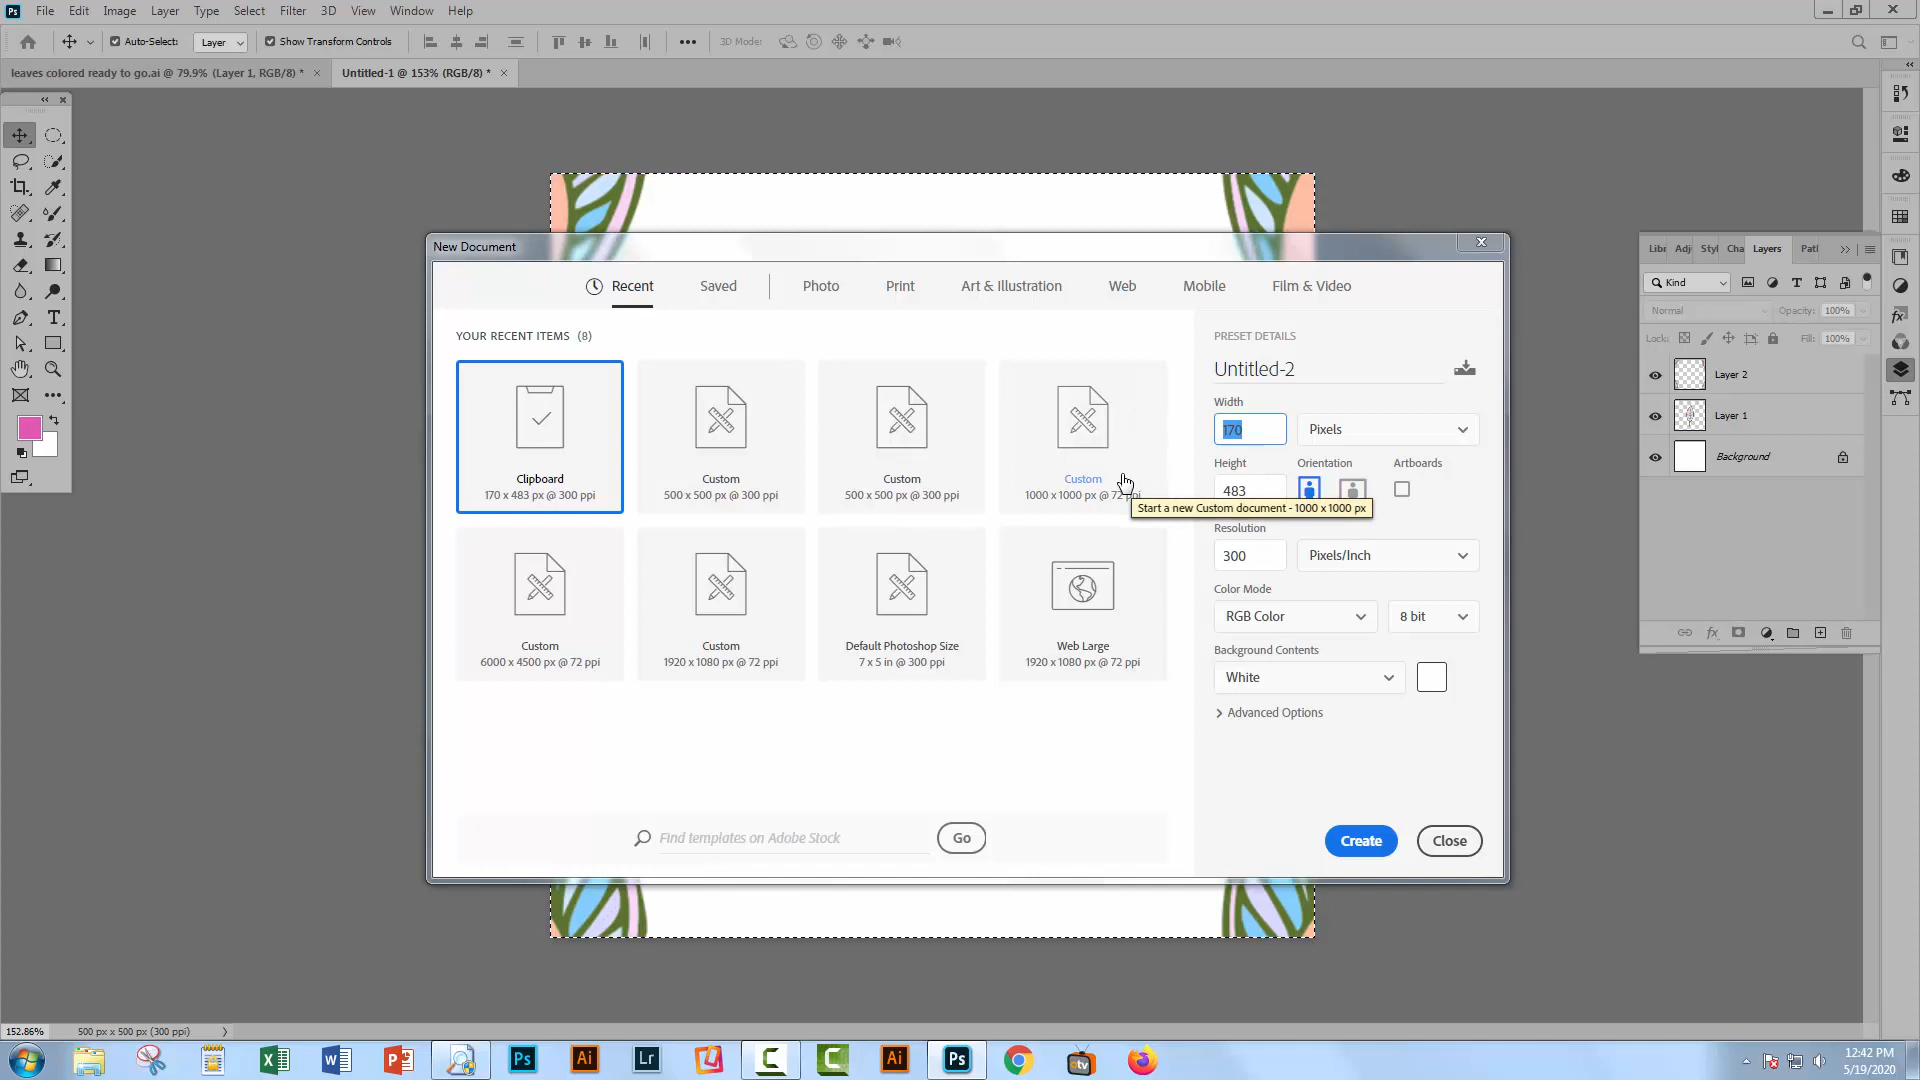 Ps File Edit Image Layer Type Select Filter 3D View Window Help
Auto-Select: Layer Show Transform Controls 3D Mode:
leaves colored ready to go.ai @ 79.9% (Layer 1, RGB/8) * Untitled-1 @ 153% (RGB/8) *
New Document
Recent Saved Photo Print Art & Illustration Web Mobile Film & Video
YOUR RECENT ITEMS (8)
Clipboard
170 x 483 px @ 300 ppi
Custom
500 x 500 px @ 300 ppi
Custom
500 x 500 px @ 300 ppi
Custom
1000 x 1000 px @ 72 ppi
Start a new Custom document - 1000 x 1000 px
Custom
6000 x 4500 px @ 72 ppi
Custom
1920 x 1080 px @ 72 ppi
Default Photoshop Size
7 x 5 in @ 300 ppi
Web Large
1920 x 1080 px @ 72 ppi
Find templates on Adobe Stock Go
PRESET DETAILS
Untitled-2
Width
170 Pixels
Height Orientation Artboards
483
Resolution
300 Pixels/Inch
Color Mode
RGB Color 8 bit
Background Contents
White
Advanced Options
Create Close
Libr Adj Styl Cha Layers Patl
Kind
Normal Opacity: 100%
Lock: Fill: 100%
Layer 2
Layer 1
Background
152.86% 500 px x 500 px (300 ppi)
Ps Ai Lr Ai Ps
otv
12:42 PM
5/19/2020